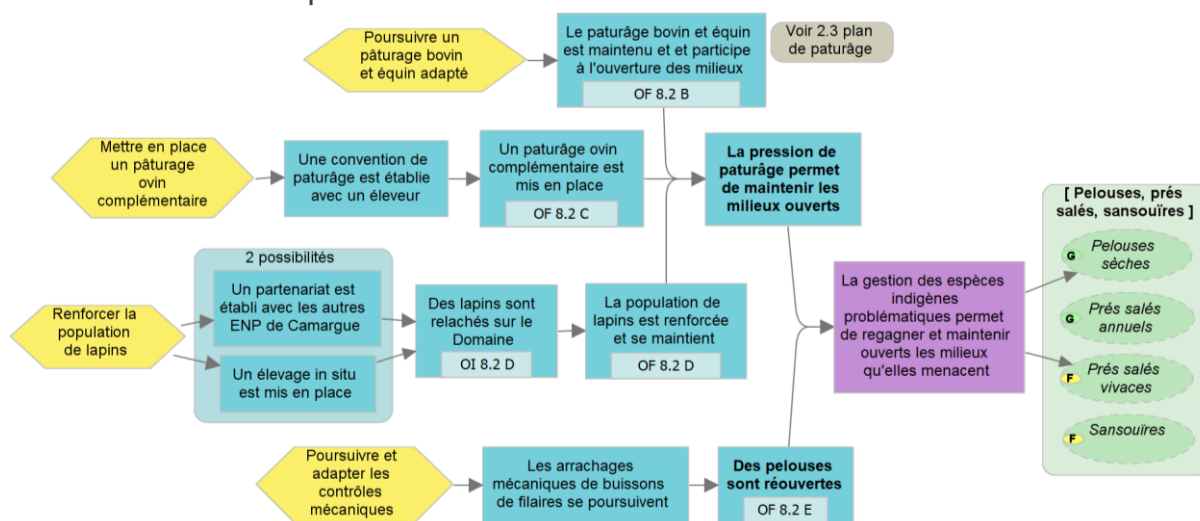 Poursuivre un
pâturage bovin
et équin adapté
Le paturâge bovin et équin
est maintenu et et participe
à l'ouverture des milieux
OF 8.2 B
Voir 2.3 plan
de paturâge
Mettre en place
un pâturage
ovin
complémentaire
Une convention de
paturâge est établie
avec un éleveur
Un paturâge ovin
complémentaire est
mis en place
OF 8.2 C
La pression de
paturâge permet
de maintenir les
milieux ouverts
Renforcer la
population
de lapins
2 possibilités
Un partenariat est
établi avec les autres
ENP de Camargue
Un élevage in situ
est mis en place
Des lapins sont
relachés sur le
Domaine
OI 8.2 D
La population de
lapins est renforcée
et se maintient
OF 8.2 D
La gestion des espèces
indigènes
problématiques permet
de regagner et maintenir
ouverts les milieux
qu'elles menacent
[ Pelouses, prés
salés, sansouïres ]
G Pelouses
sèches
G Prés salés
annuels
F Prés salés
vivaces
F Sansouïres
Poursuivre et
adapter les
contrôles
mécaniques
Les arrachages
mécaniques de buissons
de filaires se poursuivent
Des pelouses
sont réouvertes
OF 8.2 E